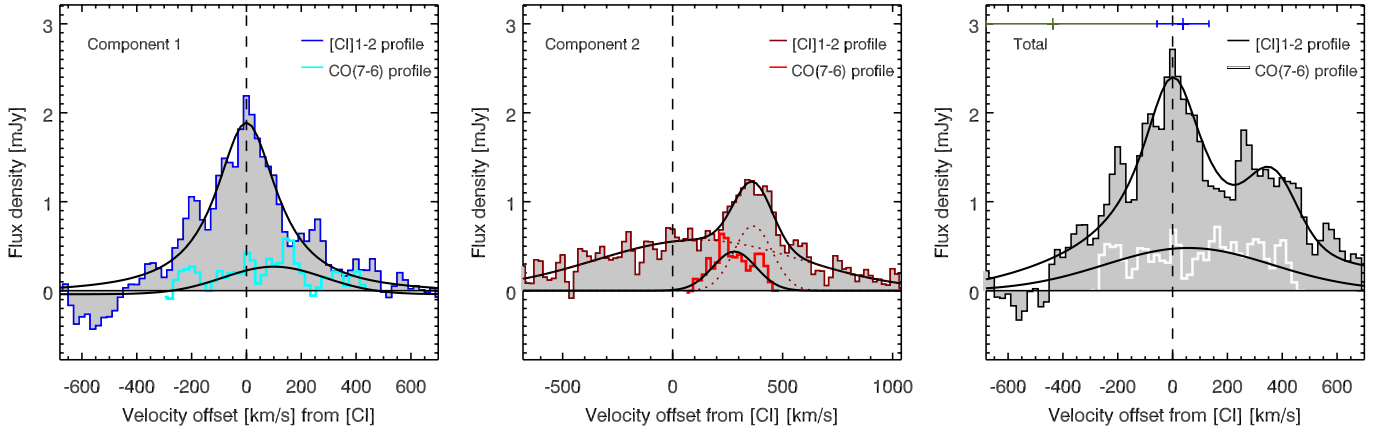 Component 1
[CI]1-2 profile
CO(7-6) profile
Flux density [mJy]
3
2
1
0
-600 -400 -200 0 200 400 600
Velocity offset [km/s] from [CI]
Component 2
[CI]1-2 profile
CO(7-6) profile
Flux density [mJy]
3
2
1
0
-500 0 500 1000
Velocity offset from [CI] [km/s]
Total
[CI]1-2 profile
CO(7-6) profile
Flux density [mJy]
3
2
1
0
-600 -400 -200 0 200 400 600
Velocity offset from [CI] [km/s]